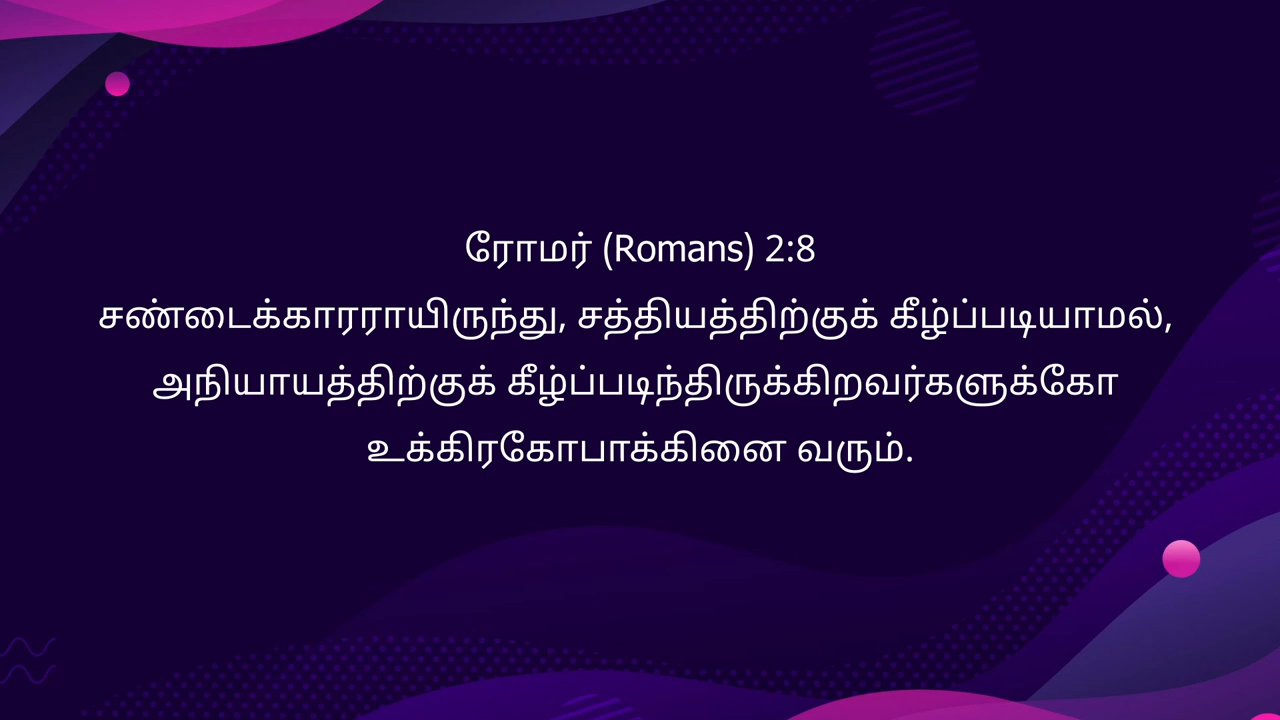 ரோமர் (Romans) 2:8
சண்டைக்காரராயிருந்து, சத்தியத்திற்குக் கீழ்ப்படியாமல்,
அநியாயத்திற்குக் கீழ்ப்படிந்திருக்கிறவர்களுக்கோ
உக்கிரகோபாக்கினை வரும்.